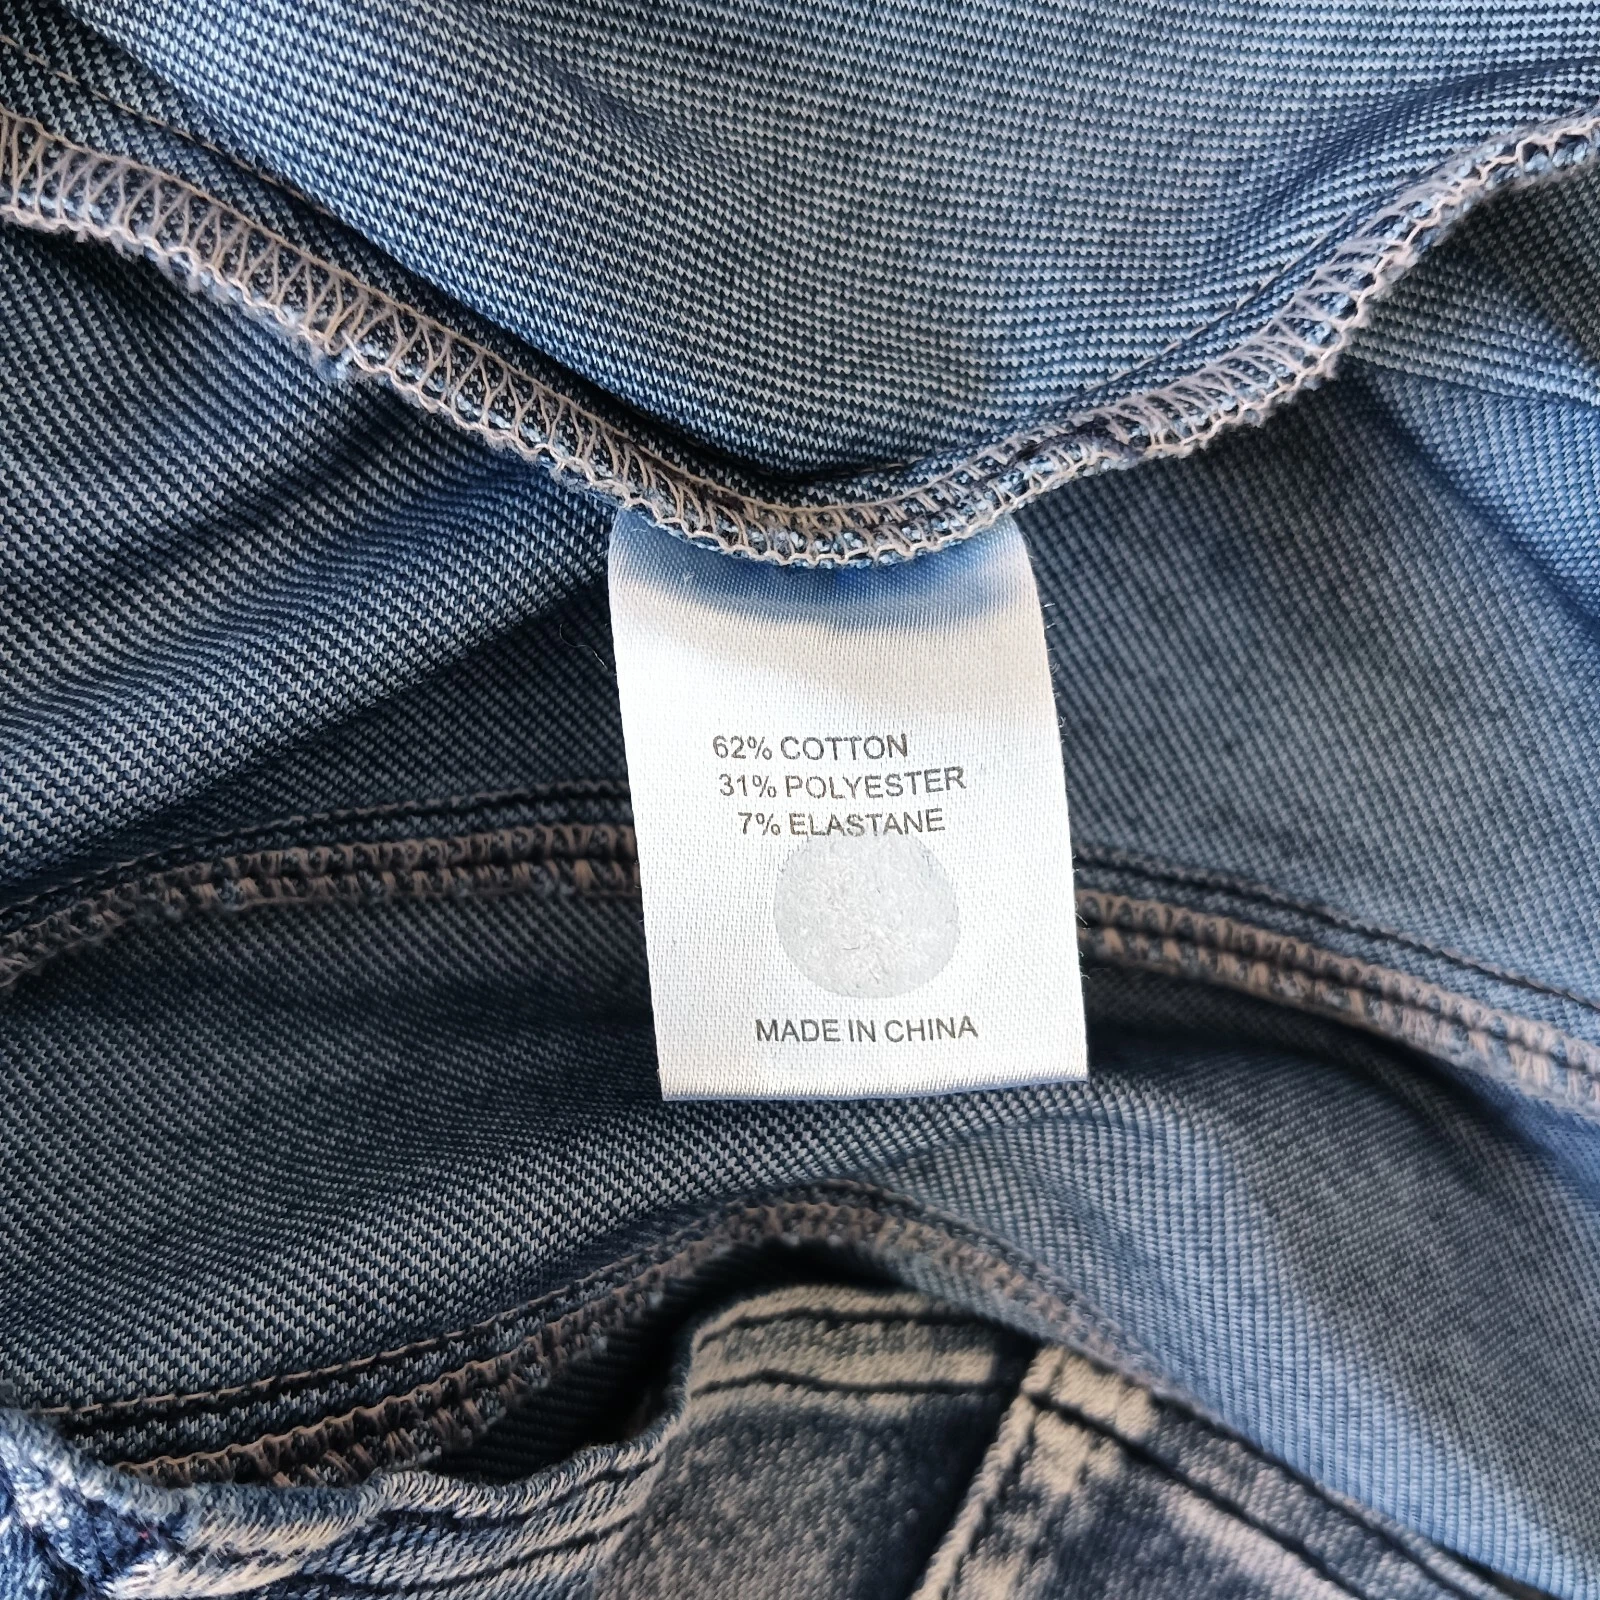 62% COTTON
31% POLYESTER
7% ELASTANE
MADE IN CHINA